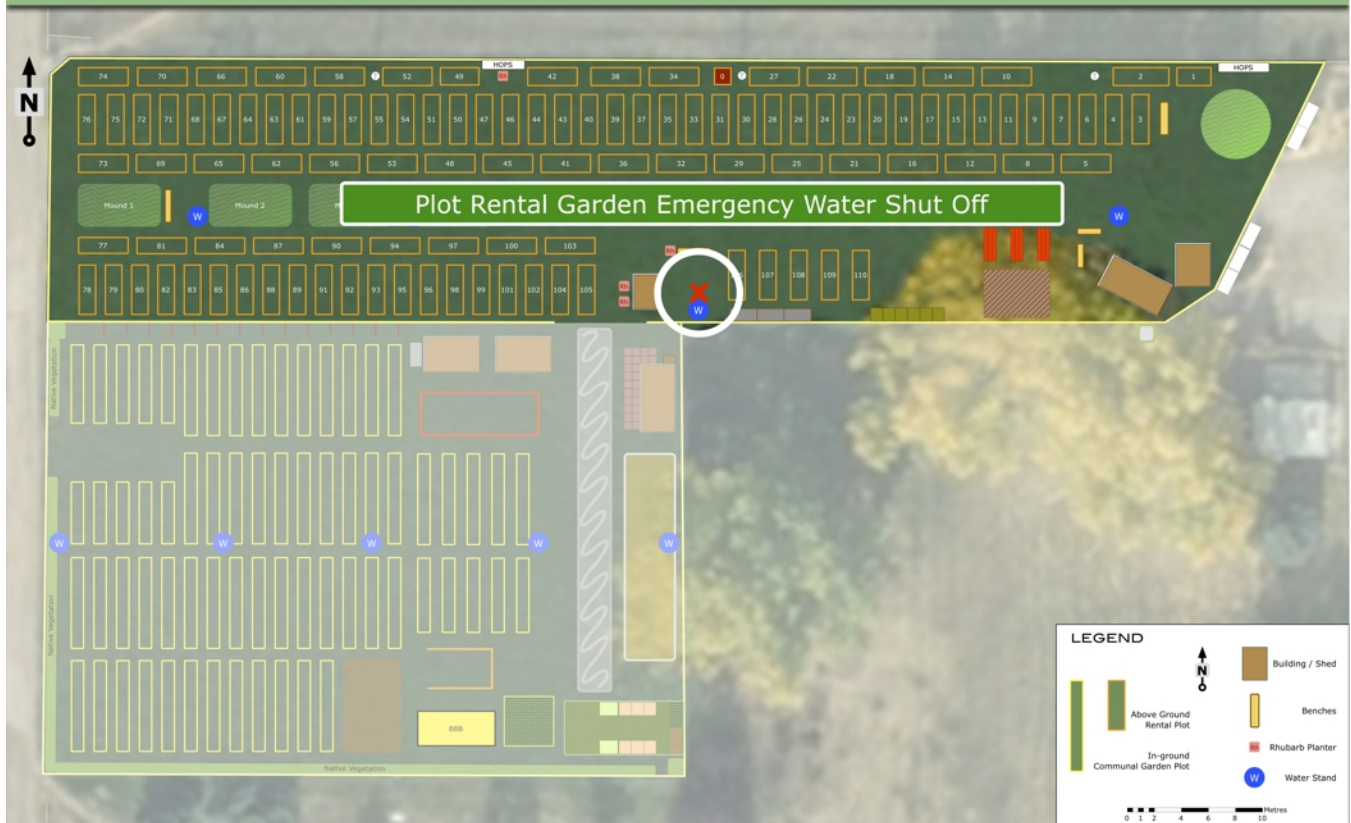 HOPS
HOPS
74 70 66 60 58 T 52 49 Rh 42 38 34 0 T 27 22 18 14 10 T 2 1
N
76 75 72 71 68 67 64 63 61 59 57 55 54 51 50 47 46 44 43 40 39 37 35 33 31 30 28 26 24 23 20 19 17 15 13 11 9 7 6 4 3
73 69 65 62 56 53 48 45 41 36 32 29 25 21 16 12 8 5
Mound 1 W Mound 2
Plot Rental Garden Emergency Water Shut Off
W
77 81 84 87 90 94 97 100 103 Rh
107 108 109 110
78 79 80 82 83 85 86 88 89 91 92 93 95 96 98 99 101 102 104 105 Rh
Rh
W
Native Vegetation
W W W W W
Native Vegetation
BBB
Native Vegetation
LEGEND
N
Building / Shed
Above Ground
Rental Plot
Benches
In-ground
Communal Garden Plot
Rh Rhubarb Planter
W Water Stand
Metres
0 1 2 4 6 8 10